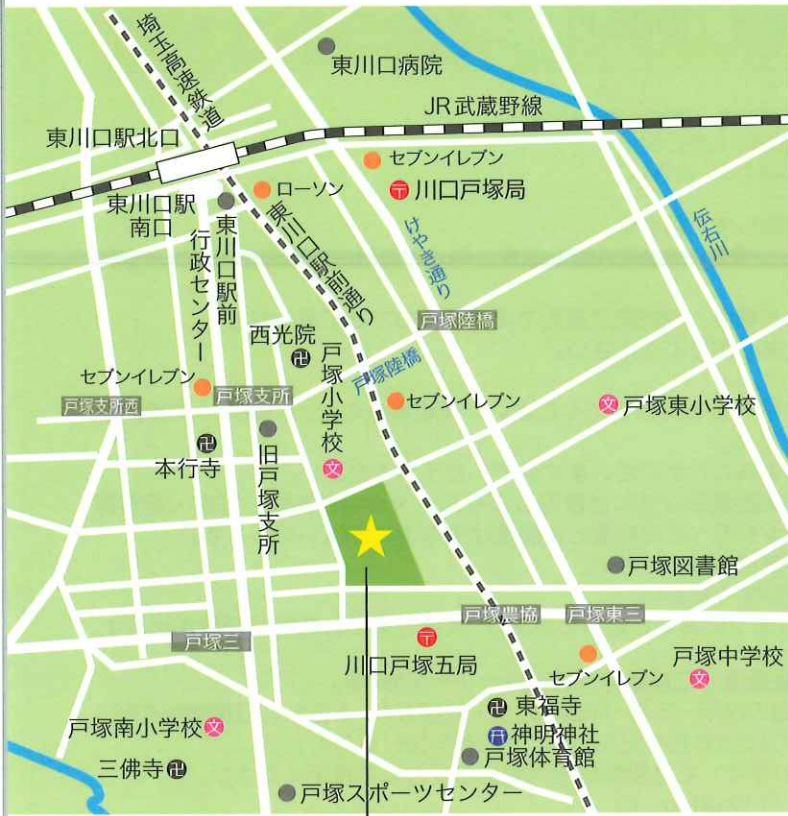 埼玉高速鉄道
東川口病院
JR武蔵野線
東川口駅北口
セブンイレブン
ローソン
川口戸塚局
東川口駅
南口
東川口駅前
行政センター
東川口駅前通り
けやき通り
伝右川
戸塚陸橋
西光院
戸塚小学校
戸塚陸橋
セブンイレブン
セブンイレブン
戸塚支所西
戸塚支所
戸塚東小学校
本行寺
旧戸塚支所
戸塚図書館
戸塚農協
戸塚東三
戸塚三
川口戸塚五局
セブンイレブン
戸塚中学校
東福寺
神明神社
戸塚体育館
戸塚南小学校
三佛寺
戸塚スポーツセンター